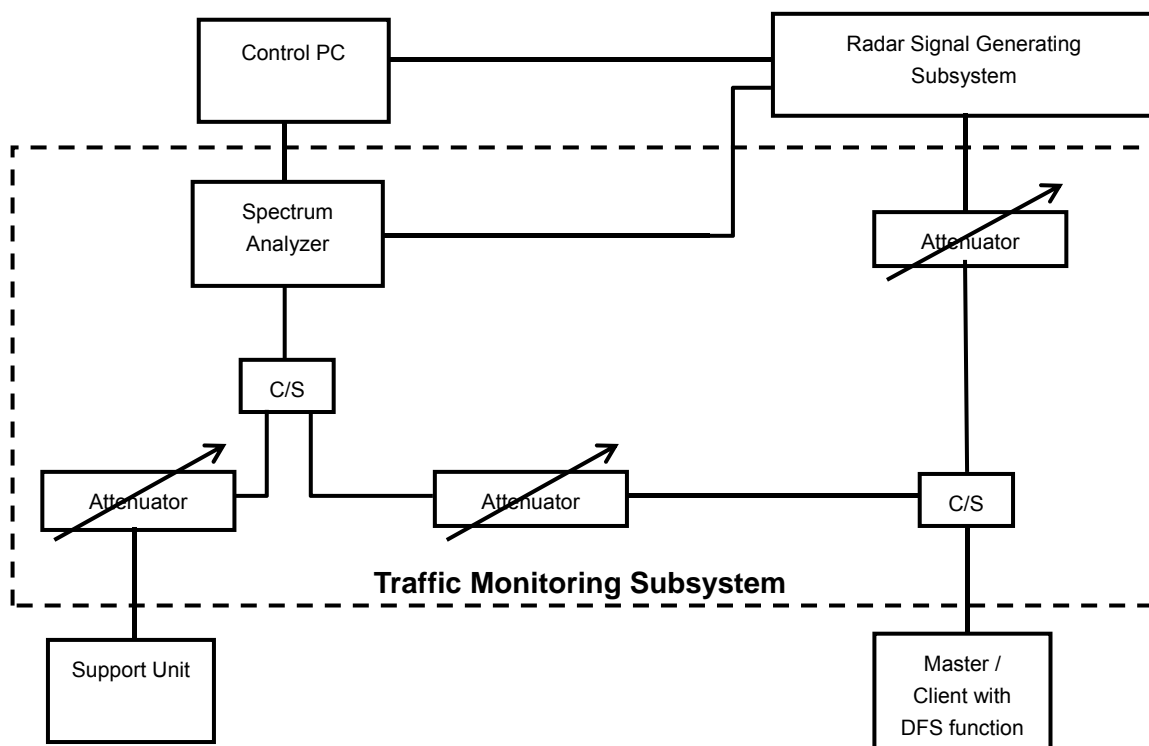 Control PC
Radar Signal Generating
Subsystem
Spectrum
Analyzer
Attenuator
C/S
Attenuator
Attenuator
C/S
Traffic Monitoring Subsystem
Support Unit
Master /
Client with
DFS function